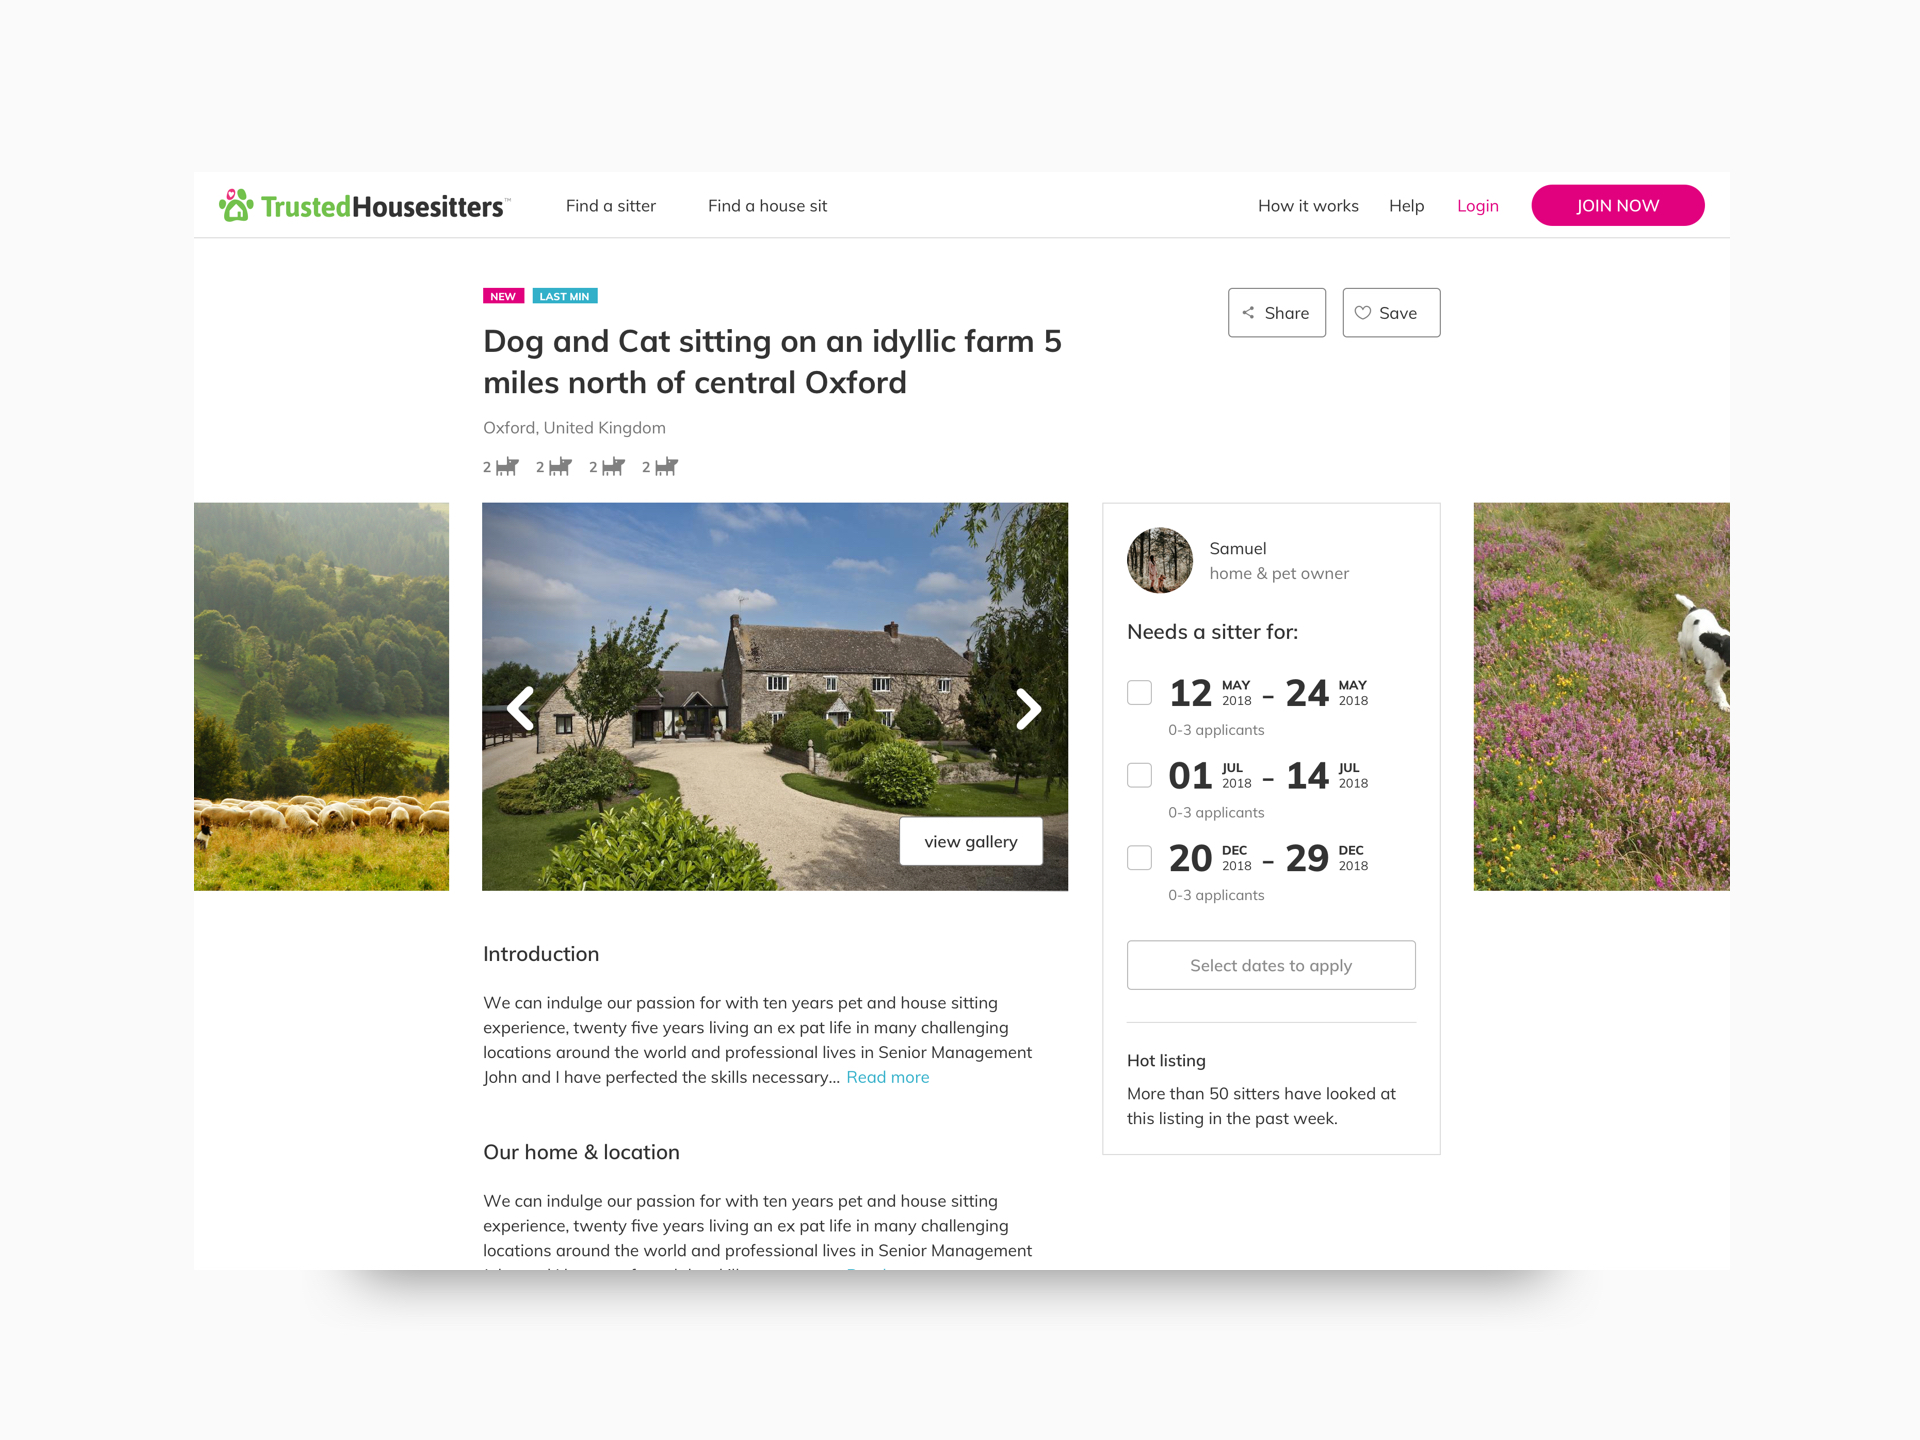 TrustedHousesitters™
Find a sitter
Find a house sit
How it works
Help
Login
JOIN NOW
NEW
LAST MIN
Share
Save
Dog and Cat sitting on an idyllic farm 5
miles north of central Oxford
Oxford, United Kingdom
2 2 2 2
view gallery
Samuel
home & pet owner
Needs a sitter for:
12 MAY 2018 - 24 MAY 2018
0-3 applicants
01 JUL 2018 - 14 JUL 2018
0-3 applicants
20 DEC 2018 - 29 DEC 2018
0-3 applicants
Select dates to apply
Hot listing
More than 50 sitters have looked at
this listing in the past week.
Introduction
We can indulge our passion for with ten years pet and house sitting
experience, twenty five years living an ex pat life in many challenging
locations around the world and professional lives in Senior Management
John and I have perfected the skills necessary... Read more
Our home & location
We can indulge our passion for with ten years pet and house sitting
experience, twenty five years living an ex pat life in many challenging
locations around the world and professional lives in Senior Management